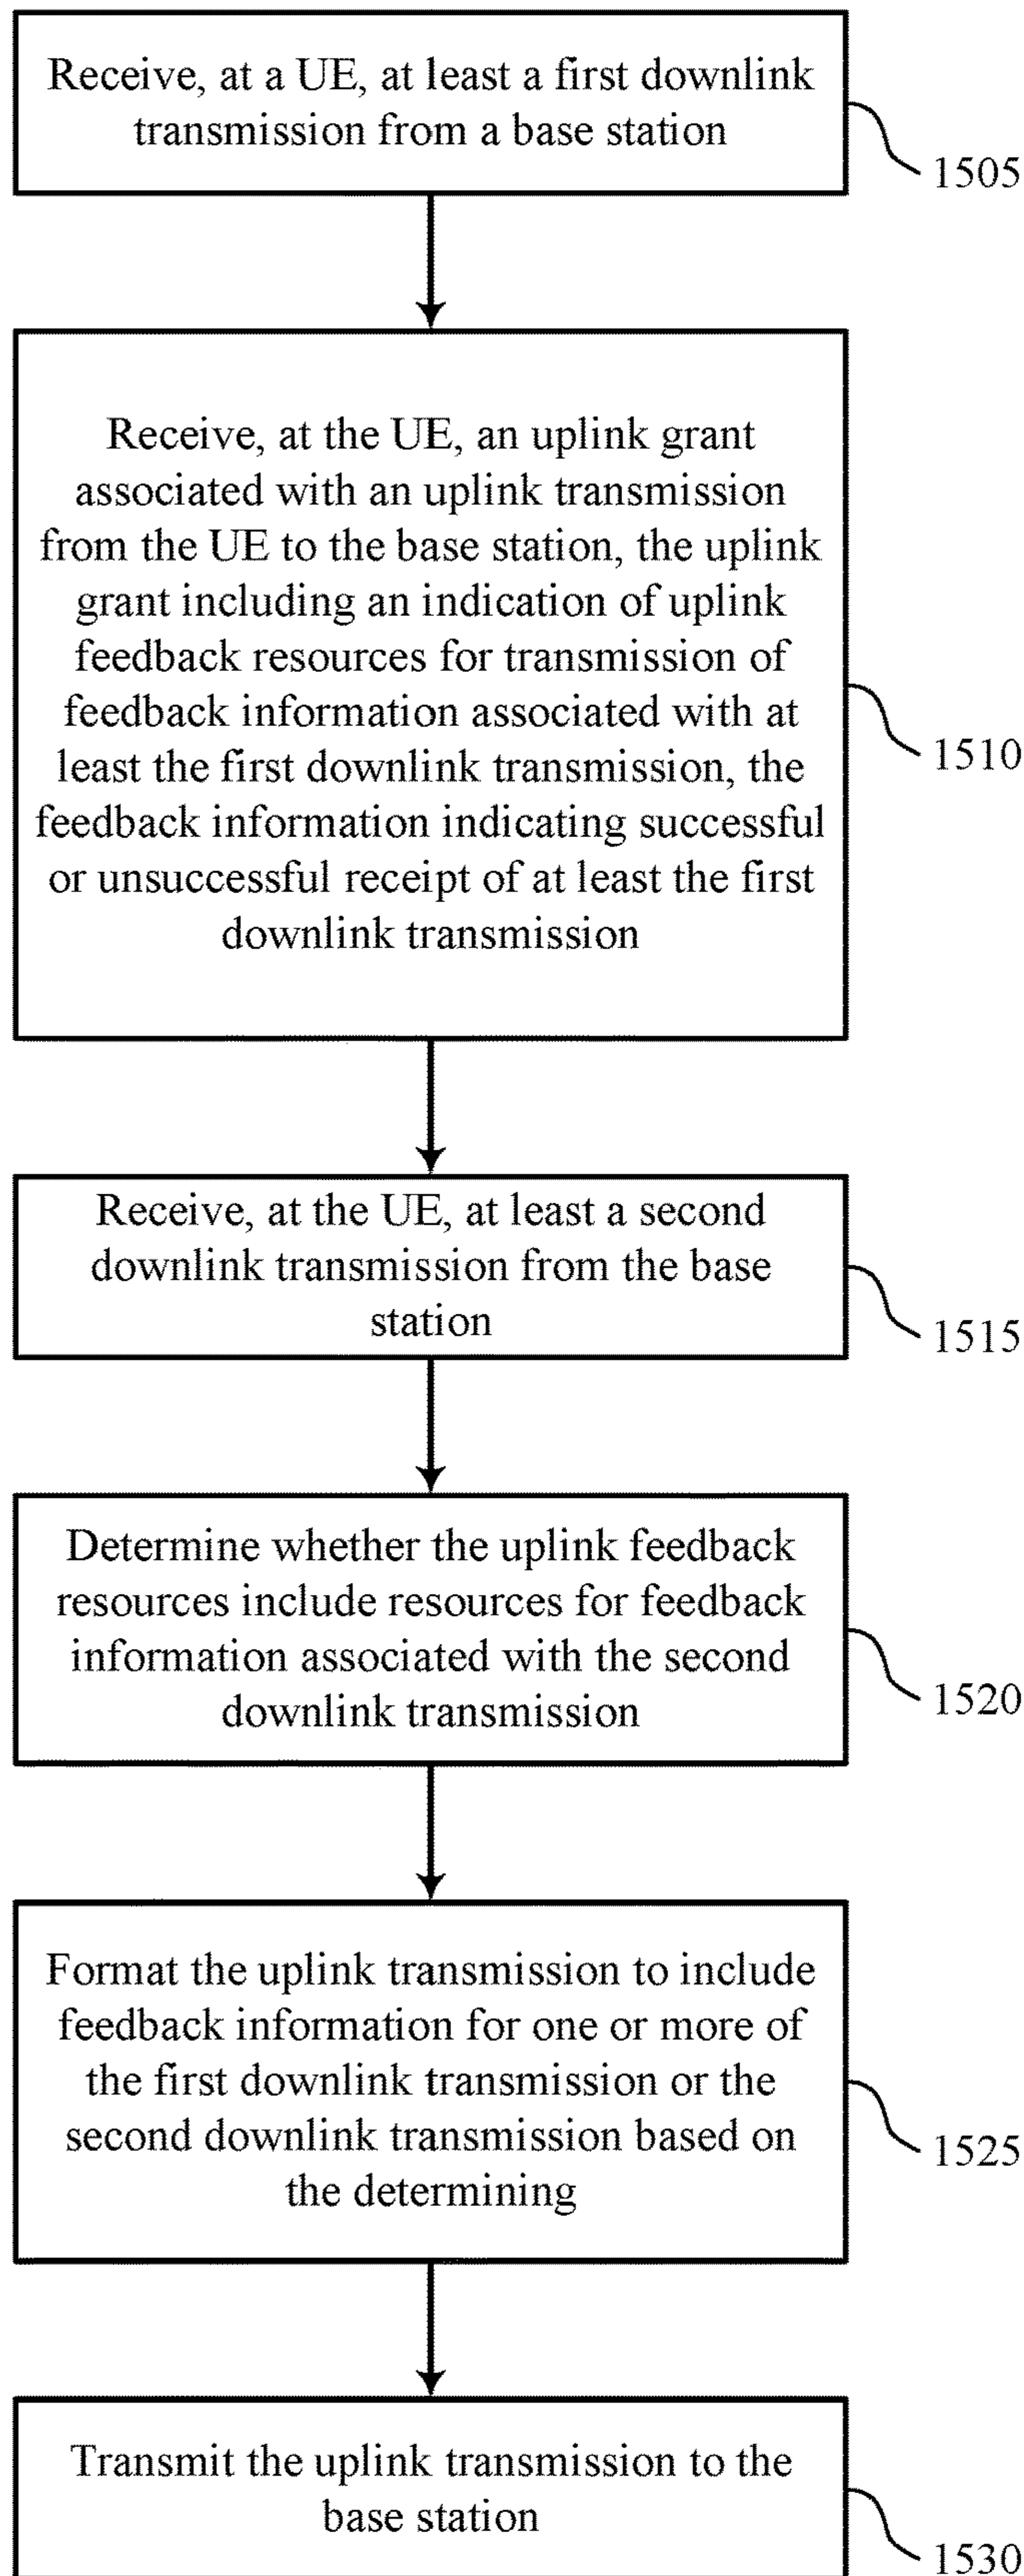 Receive, at a UE, at least a first downlink
transmission from a base station
1505
Receive, at the UE, an uplink grant
associated with an uplink transmission
from the UE to the base station, the uplink
grant including an indication of uplink
feedback resources for transmission of
feedback information associated with at
least the first downlink transmission, the
feedback information indicating successful
or unsuccessful receipt of at least the first
downlink transmission
1510
Receive, at the UE, at least a second
downlink transmission from the base
station
1515
Determine whether the uplink feedback
resources include resources for feedback
information associated with the second
downlink transmission
1520
Format the uplink transmission to include
feedback information for one or more of
the first downlink transmission or the
second downlink transmission based on
the determining
1525
Transmit the uplink transmission to the
base station
1530